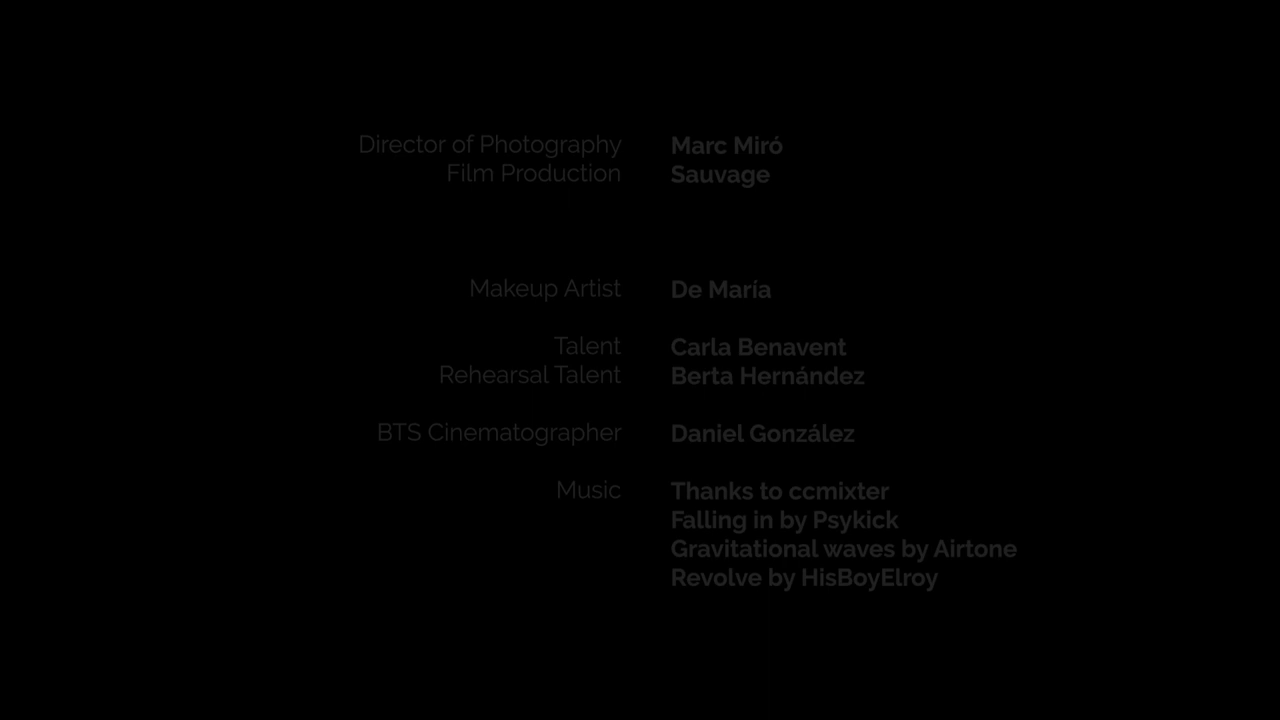 Director of Photography Marc Miró
Film Production Sauvage
Makeup Artist De María
Talent Carla Benavent
Rehearsal Talent Berta Hernández
BTS Cinematographer Daniel González
Music Thanks to ccmixter
Falling in by Psykick
Gravitational waves by Airtone
Revolve by HisBoyElroy